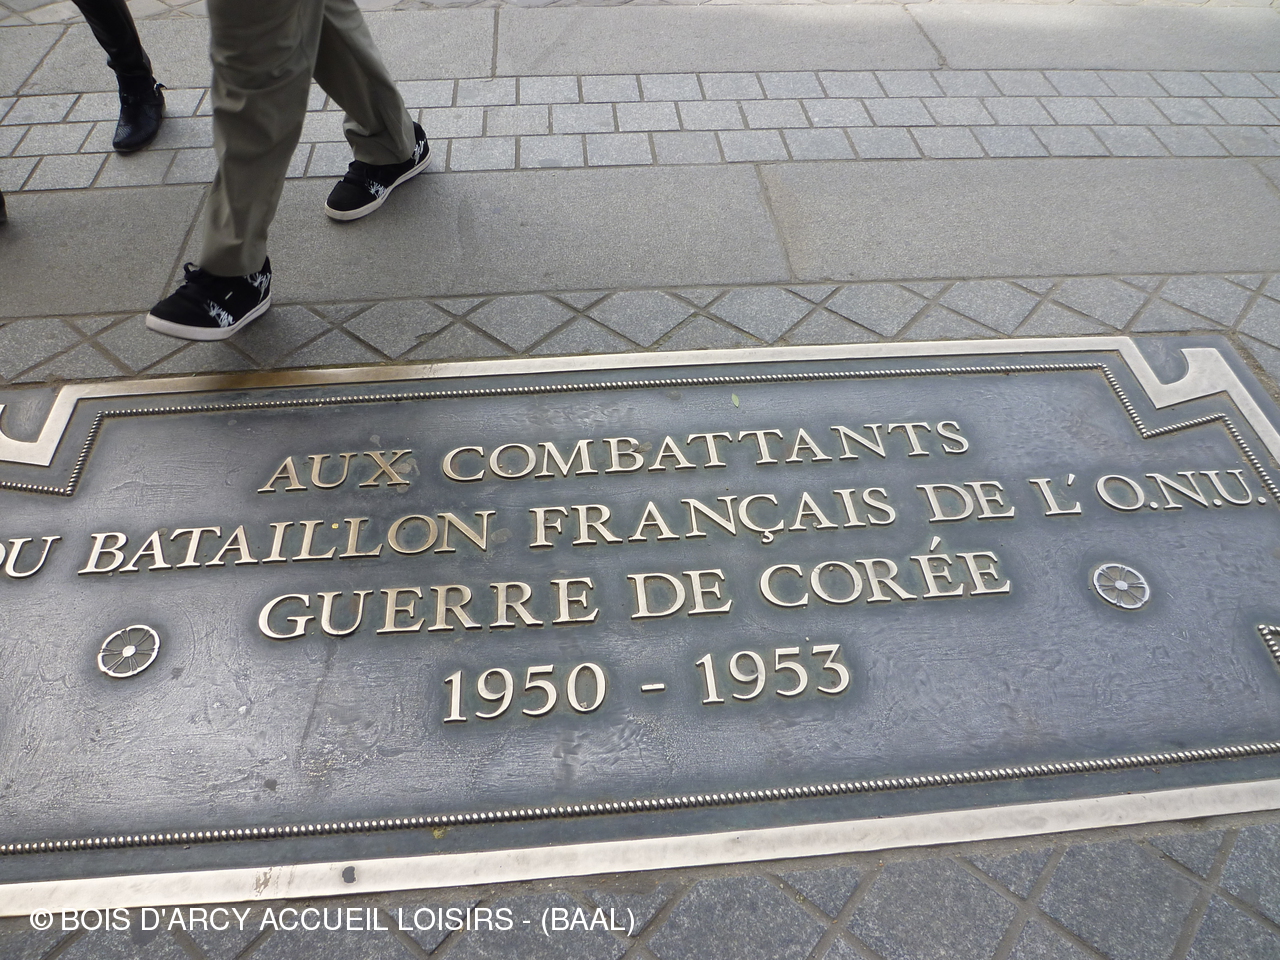 AUX COMBATTANTS
DU BATAILLON FRANÇAIS DE L'O.N.U.
GUERRE DE CORÉE
1950 - 1953
© BOIS D'ARCY ACCUEIL LOISIRS - (BAAL)